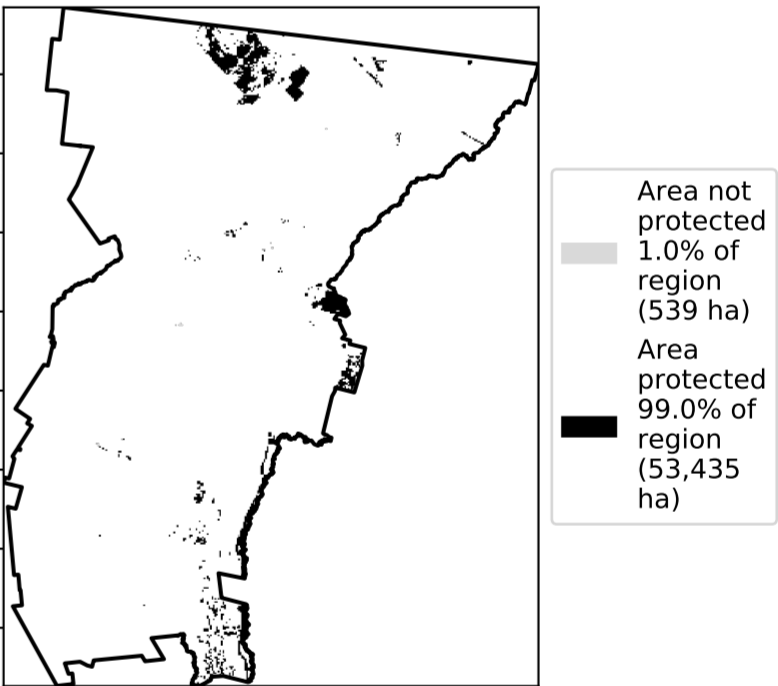 Area not
protected
1.0% of
region
(539 ha)
Area
protected
99.0% of
region
(53,435
ha)